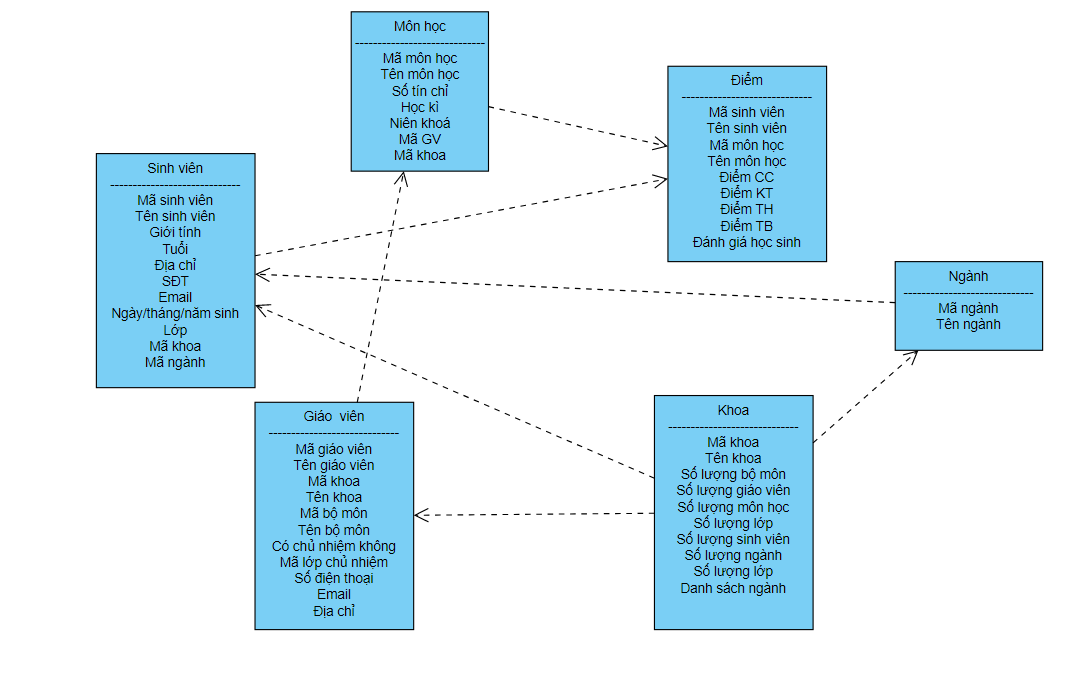 Môn học
Mã môn học
Tên môn học
Số tín chỉ
Học kì
Niên khoá
Mã GV
Mã khoa
Điểm
Mã sinh viên
Tên sinh viên
Mã môn học
Tên môn học
Điểm CC
Điểm KT
Điểm TH
Điểm TB
Đánh giá học sinh
Sinh viên
Mã sinh viên
Tên sinh viên
Giới tính
Tuổi
Địa chỉ
SĐT
Email
Ngày/tháng/năm sinh
Lớp
Mã khoa
Mã ngành
Ngành
Mã ngành
Tên ngành
Giáo viên
Mã giáo viên
Tên giáo viên
Mã khoa
Tên khoa
Mã bộ môn
Tên bộ môn
Có chủ nhiệm không
Mã lớp chủ nhiệm
Số điện thoại
Email
Địa chỉ
Khoa
Mã khoa
Tên khoa
Số lượng bộ môn
Số lượng giáo viên
Số lượng môn học
Số lượng lớp
Số lượng sinh viên
Số lượng ngành
Số lượng lớp
Danh sách ngành